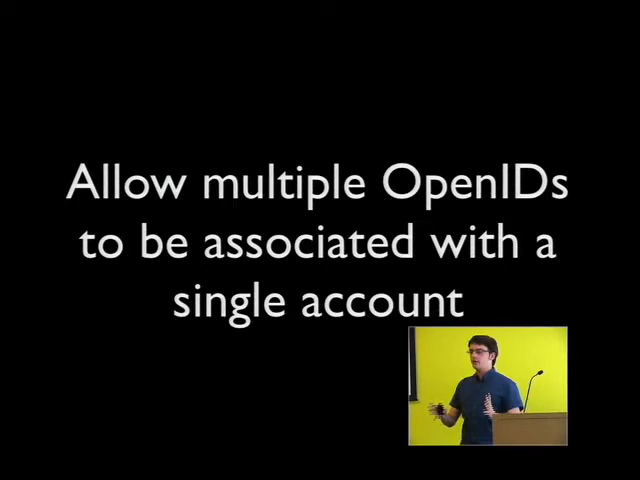 Allow multiple OpenIDs
to be associated with a
single account